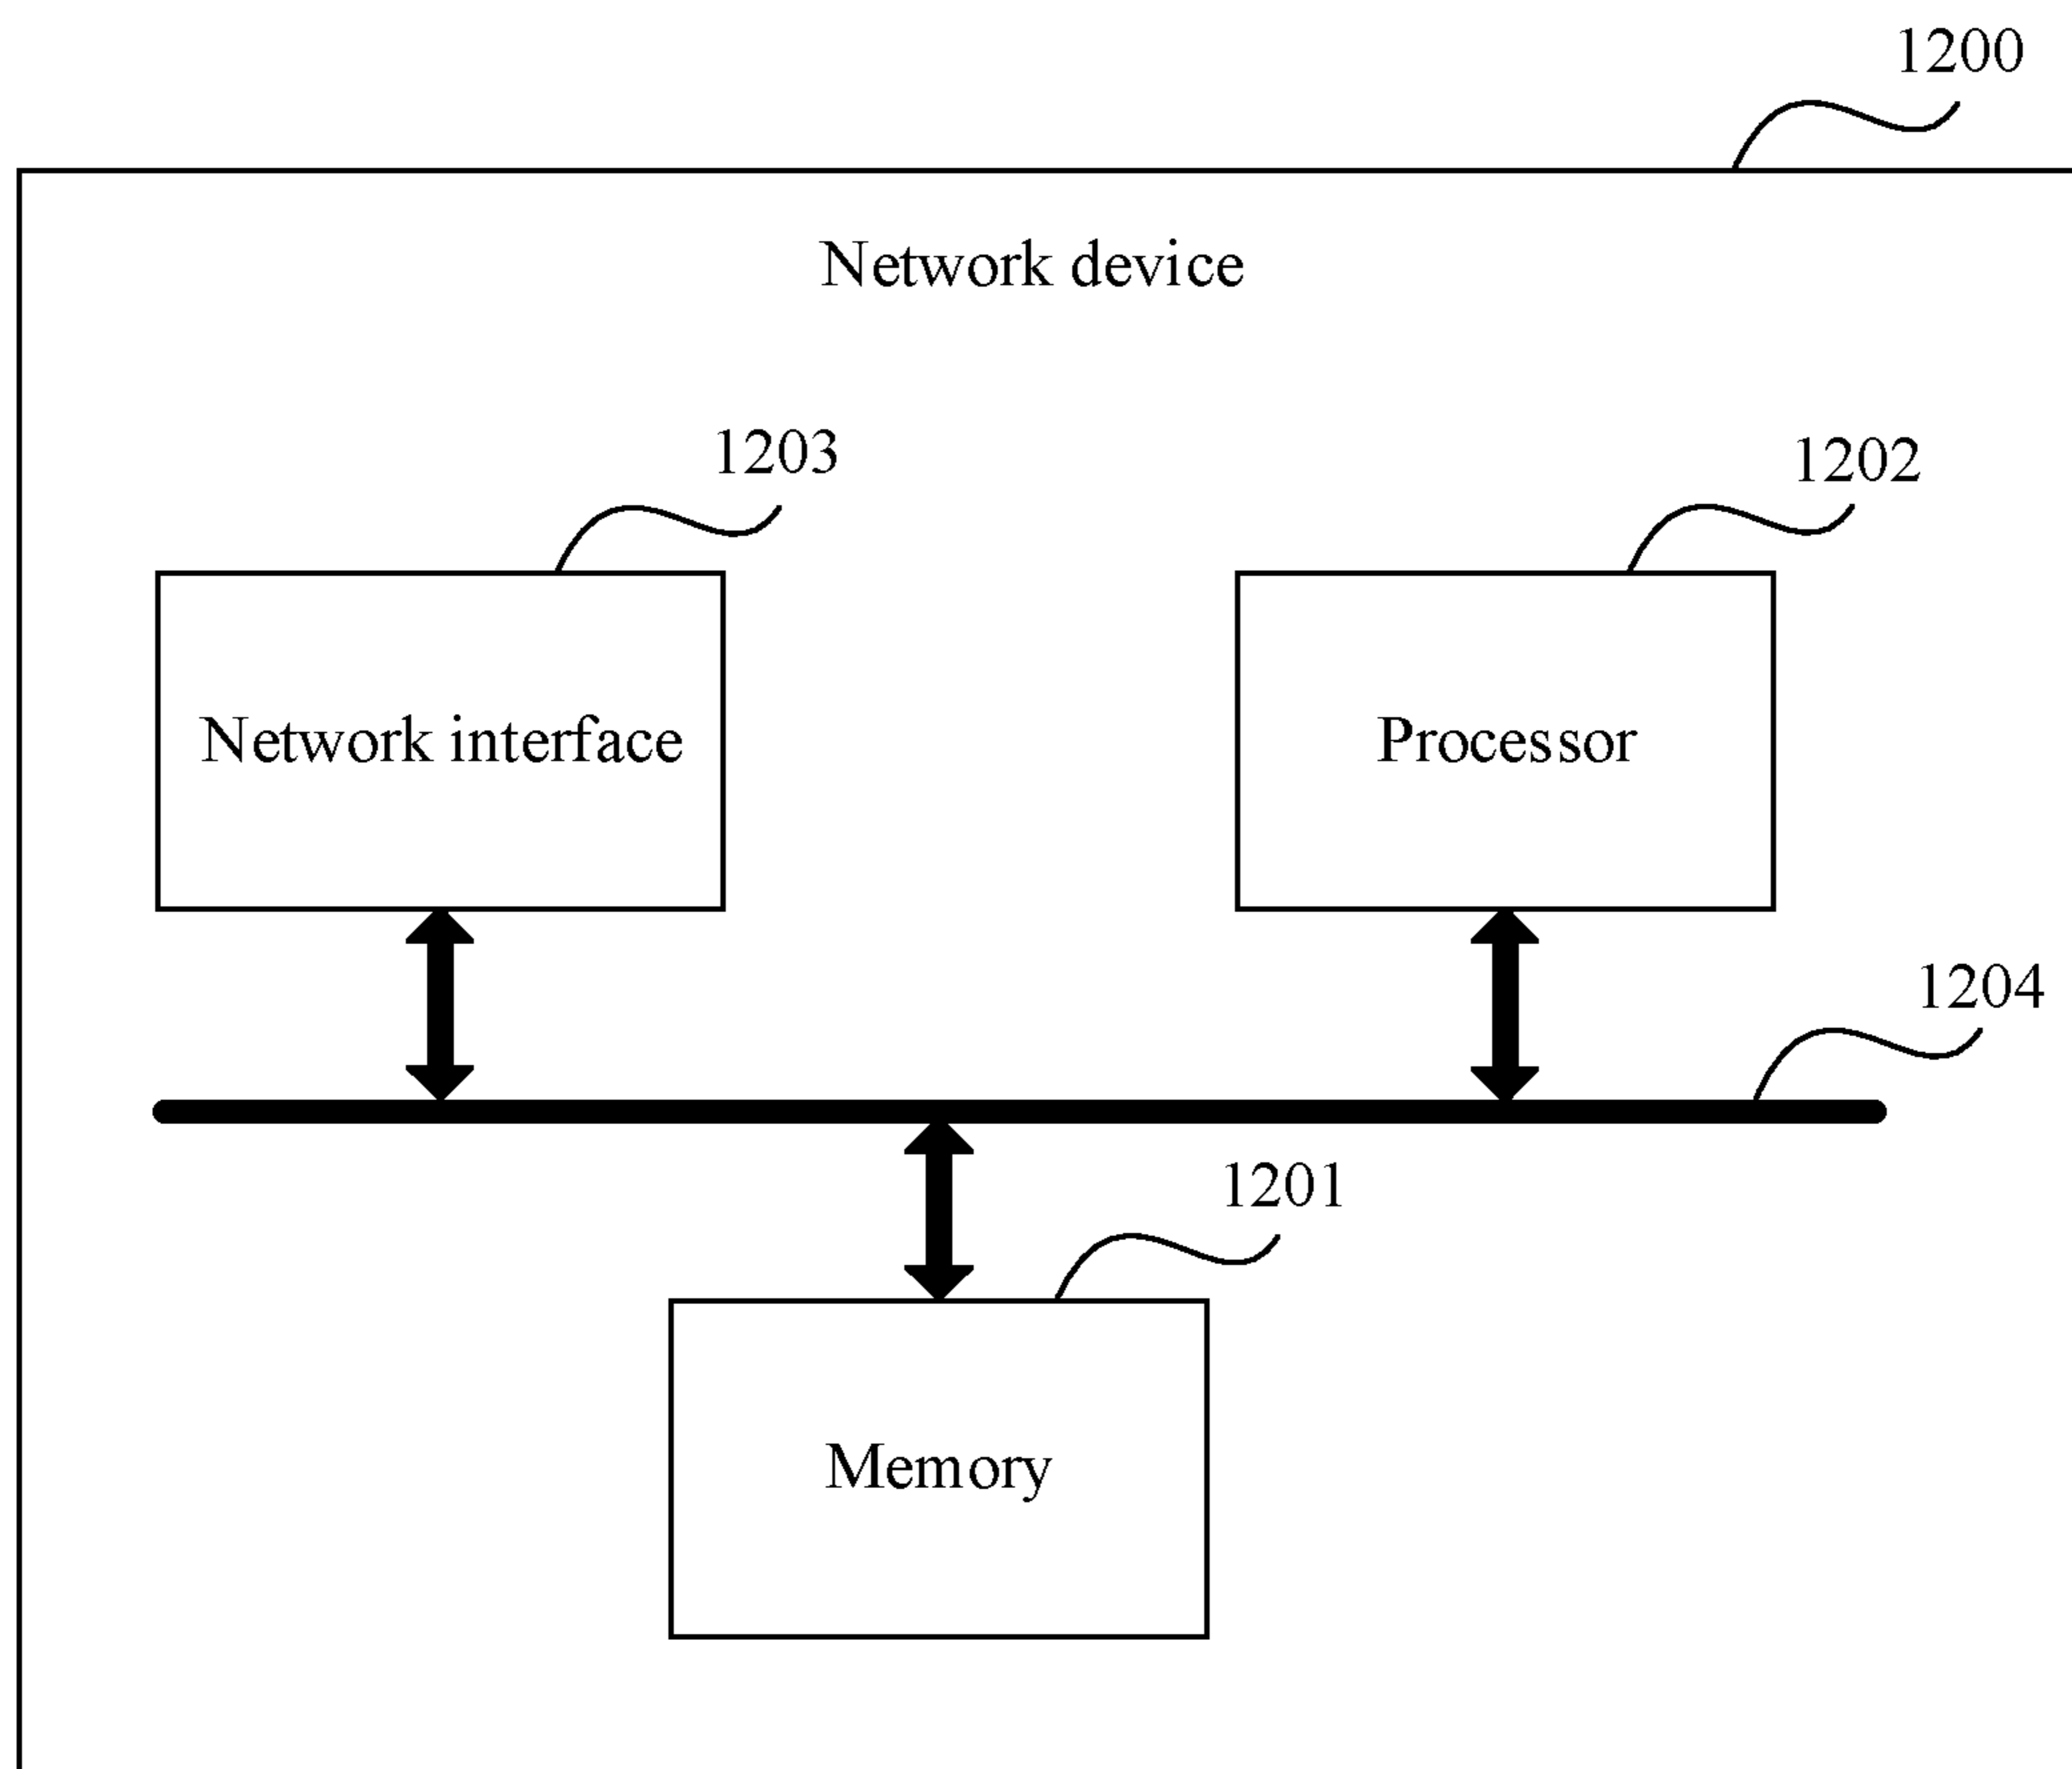 1200
Network device
1203
1202
Network interface
Processor
1204
1201
Memory